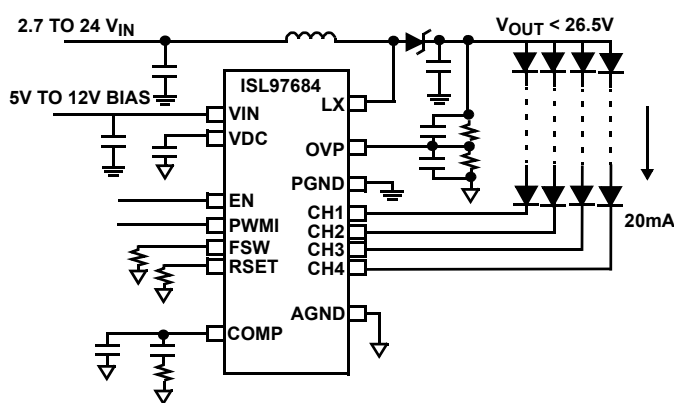 2.7 TO 24 VIN
VOUT < 26.5V
ISL97684
5V TO 12V BIAS
VIN
LX
VDC
OVP
PGND
EN
CH1
PWMI
CH2
20mA
FSW
CH3
RSET
CH4
AGND
COMP